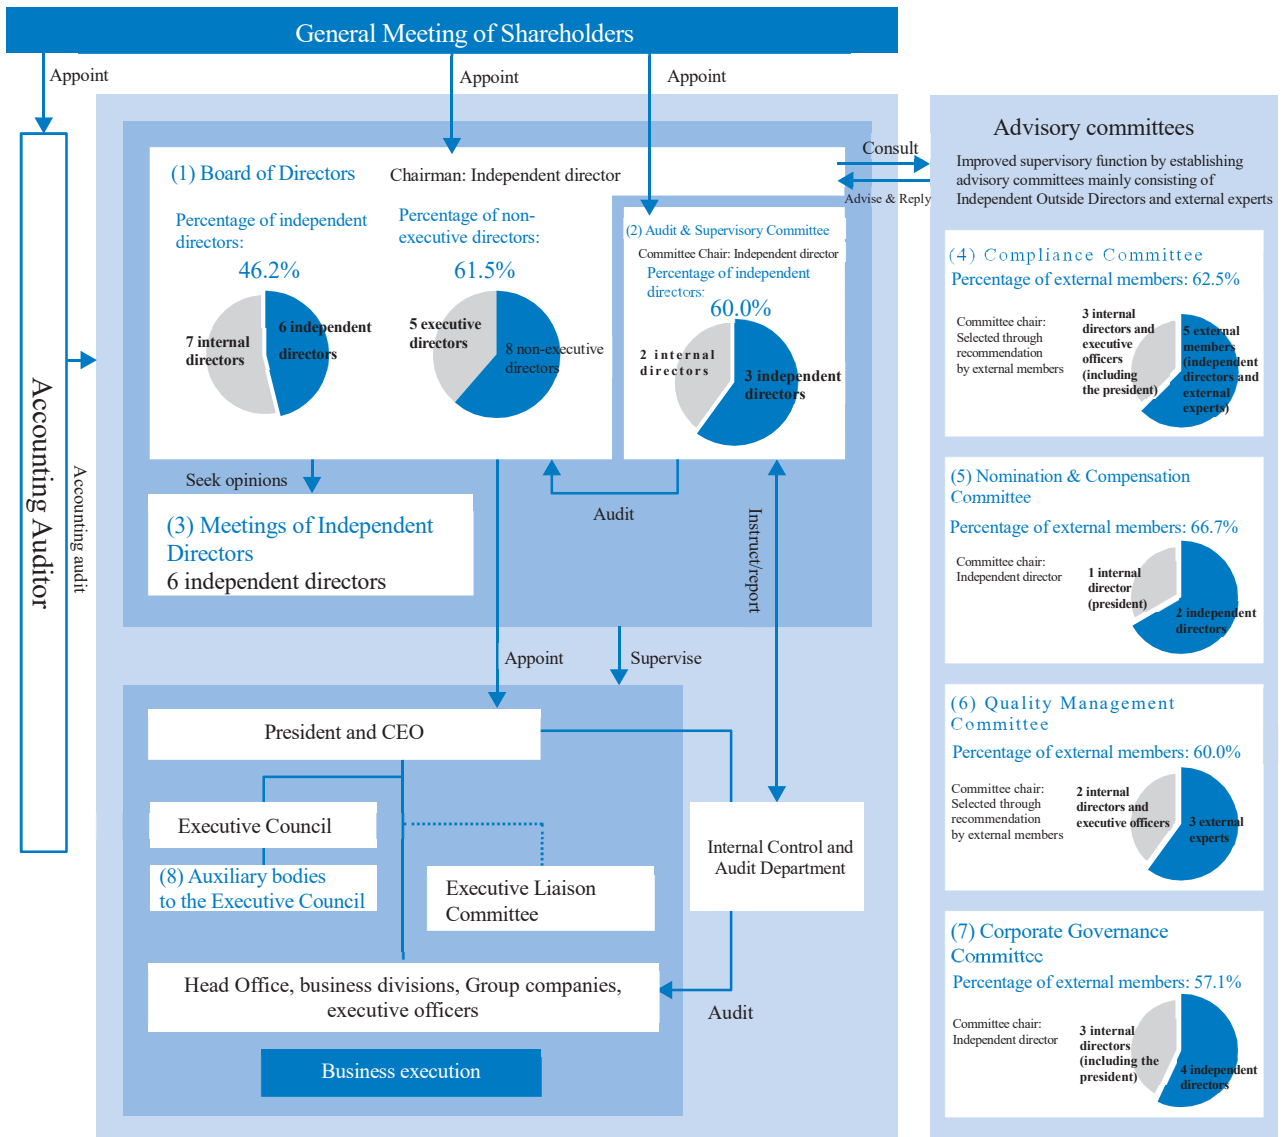 General Meeting of Shareholders
Appoint
Appoint
Appoint
Accounting Auditor
Accounting audit
(1) Board of Directors
Chairman: Independent director
Percentage of independent
directors:
46.2%
7 internal
directors
6 independent
directors
Percentage of non-
executive directors:
61.5%
5 executive
directors
8 non-executive
directors
(2) Audit & Supervisory Committee
Committee Chair: Independent director
Percentage of independent
directors:
60.0%
2 internal
directors
3 independent
directors
Consult
Advise & Reply
Seek opinions
(3) Meetings of Independent
Directors
6 independent directors
Audit
Instruct/report
Appoint
Supervise
President and CEO
Executive Council
(8) Auxiliary bodies
to the Executive Council
Executive Liaison
Committee
Internal Control and
Audit Department
Head Office, business divisions, Group companies,
executive officers
Audit
Business execution
Advisory committees
Improved supervisory function by establishing
advisory committees mainly consisting of
Independent Outside Directors and external experts
(4) Compliance Committee
Percentage of external members: 62.5%
Committee chair:
Selected through
recommendation
by external members
3 internal
directors and
executive
officers
(including
the president)
5 external
members
(independent
directors and
external
experts)
(5) Nomination & Compensation
Committee
Percentage of external members: 66.7%
Committee chair:
Independent director
1 internal
director
(president)
2 independent
directors
(6) Quality Management
Committee
Percentage of external members: 60.0%
Committee chair:
Selected through
recommendation
by external members
2 internal
directors and
executive officers
3 external
experts
(7) Corporate Governance
Committee
Percentage of external members: 57.1%
Committee chair:
Independent director
3 internal
directors
(including the
president)
4 independent
directors